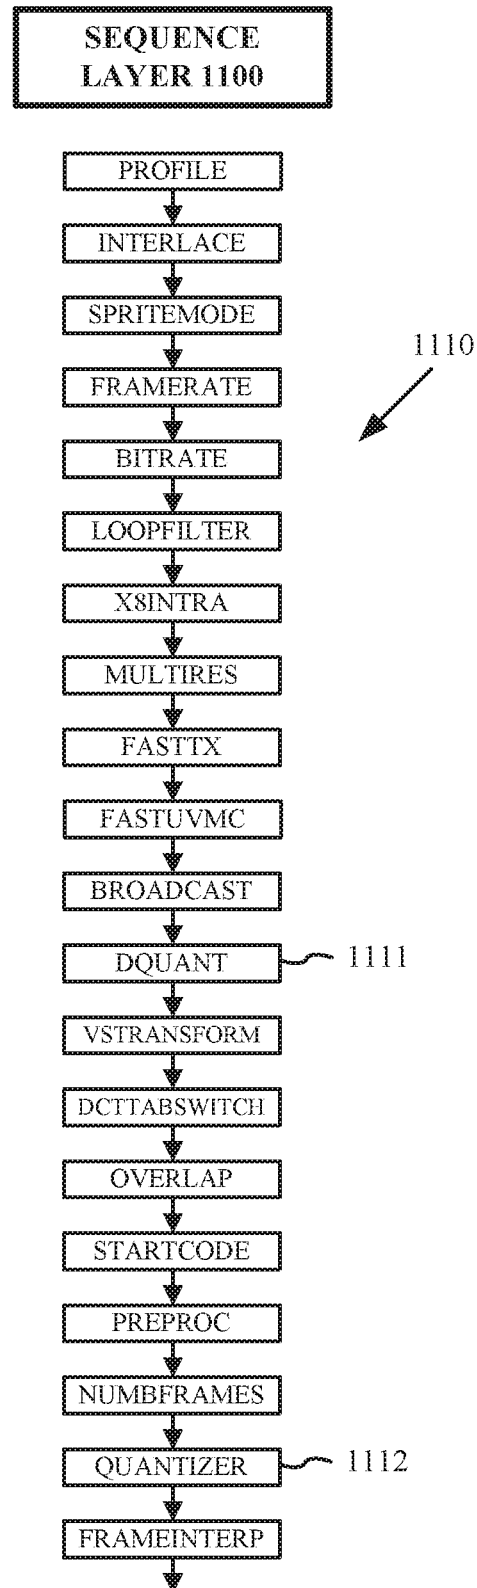 SEQUENCE
LAYER 1100
PROFILE
INTERLACE
SPRITEMODE
1110
FRAMERATE
BITRATE
LOOPFILTER
X8INTRA
MULTIRES
FASTTX
FASTUVMC
BROADCAST
DQUANT 1111
VSTRANSFORM
DCTTABSWITCH
OVERLAP
STARTCODE
PREPROC
NUMBFRAMES
QUANTIZER 1112
FRAMEINTERP